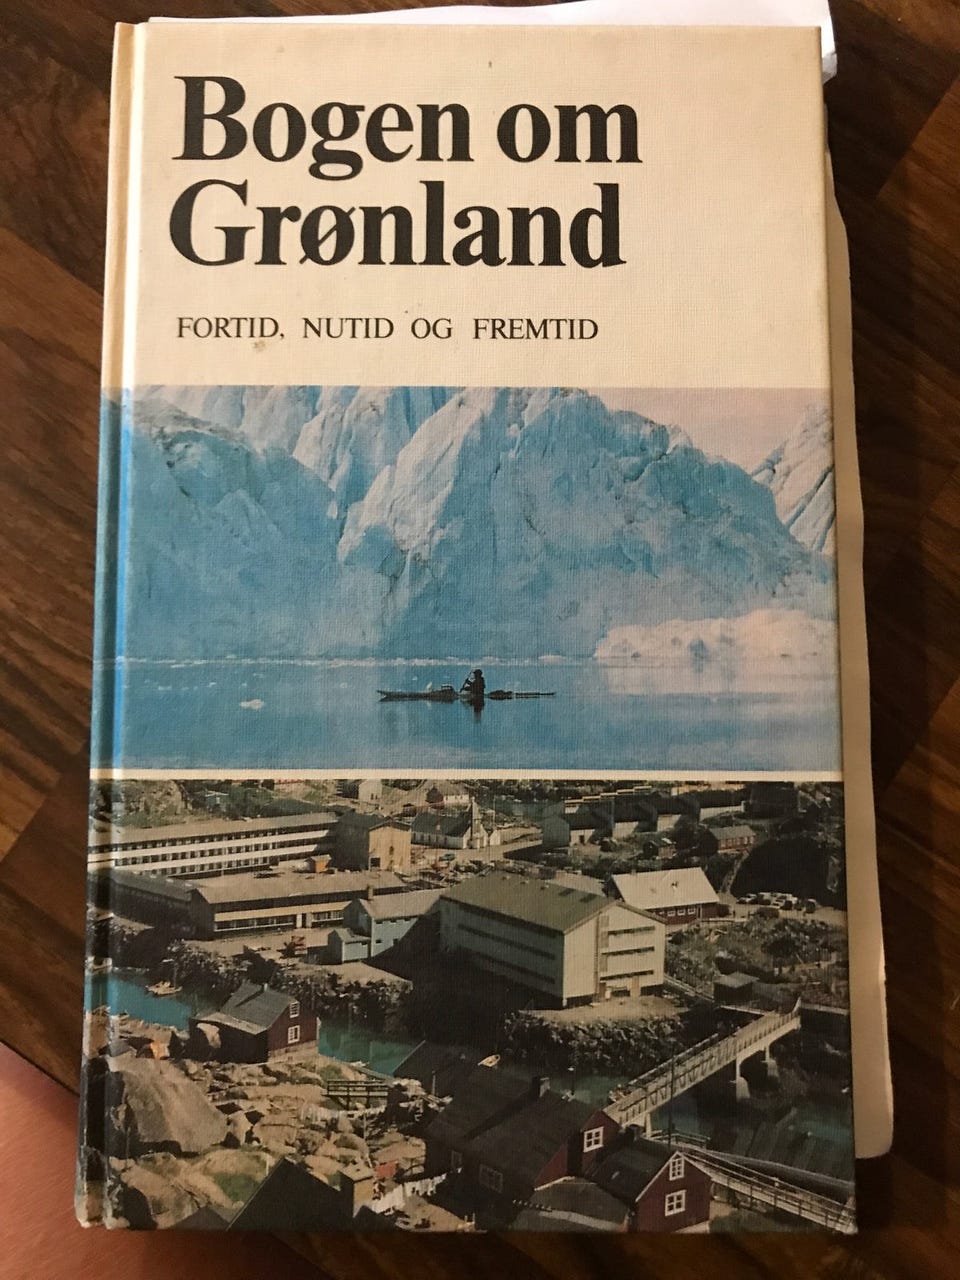 Bogen om
Grønland
FORTID, NUTID OG FREMTID